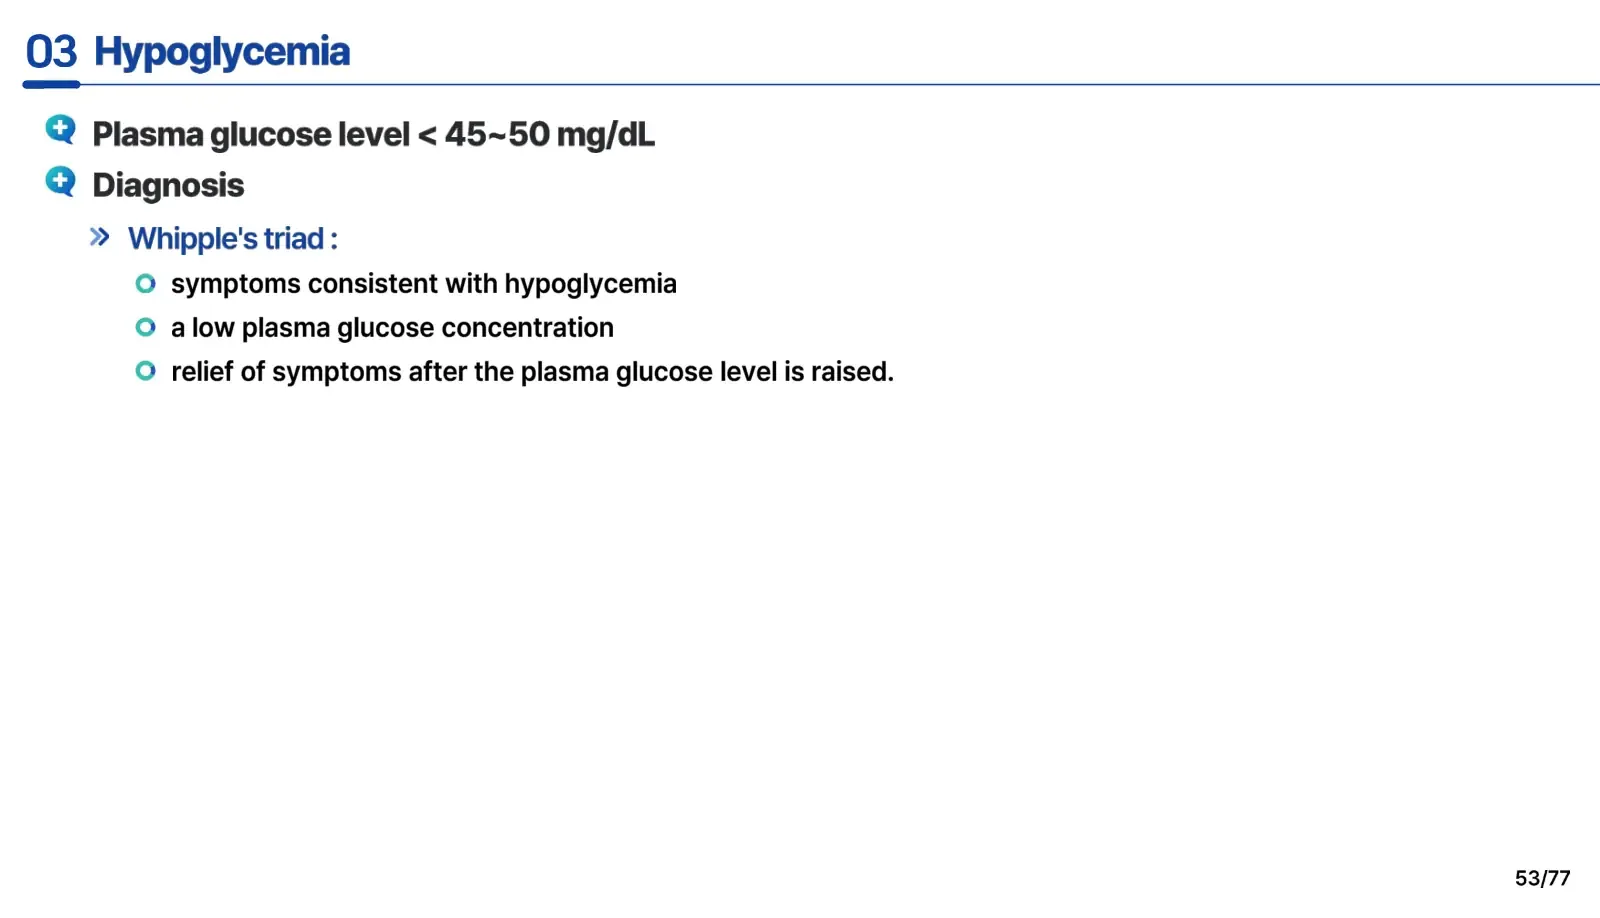 03 Hypoglycemia
Plasma glucose level < 45~50 mg/dL
Diagnosis
» Whipple's triad :
symptoms consistent with hypoglycemia
a low plasma glucose concentration
relief of symptoms after the plasma glucose level is raised.
53/77